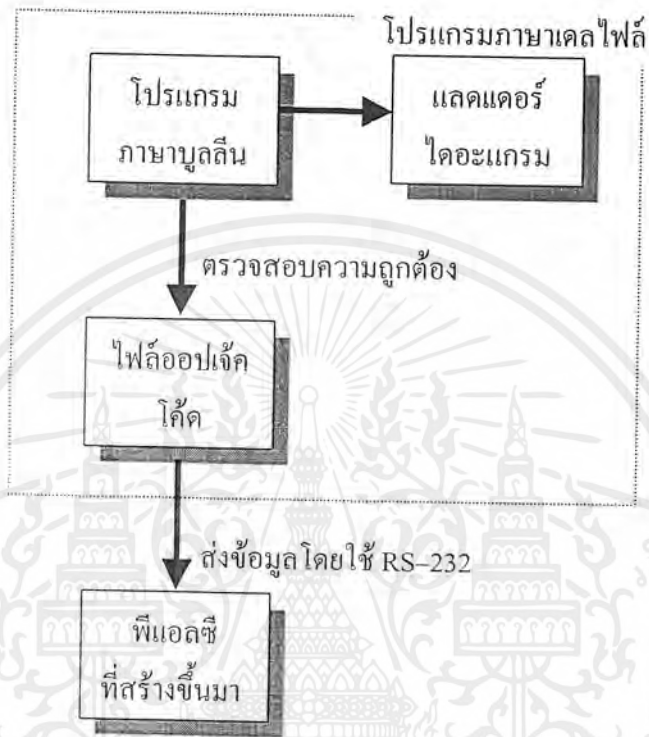 โปรแกรมภาษาเดลไฟล์
โปรแกรม
ภาษาบูลลีน
แลดแดอร์
ไดอะแกรม
ตรวจสอบความถูกต้อง
ไฟล์ออปเจ้ค
โค้ด
ส่งข้อมูลโดยใช้ RS–232
พีแอลซี
ที่สร้างขึ้นมา